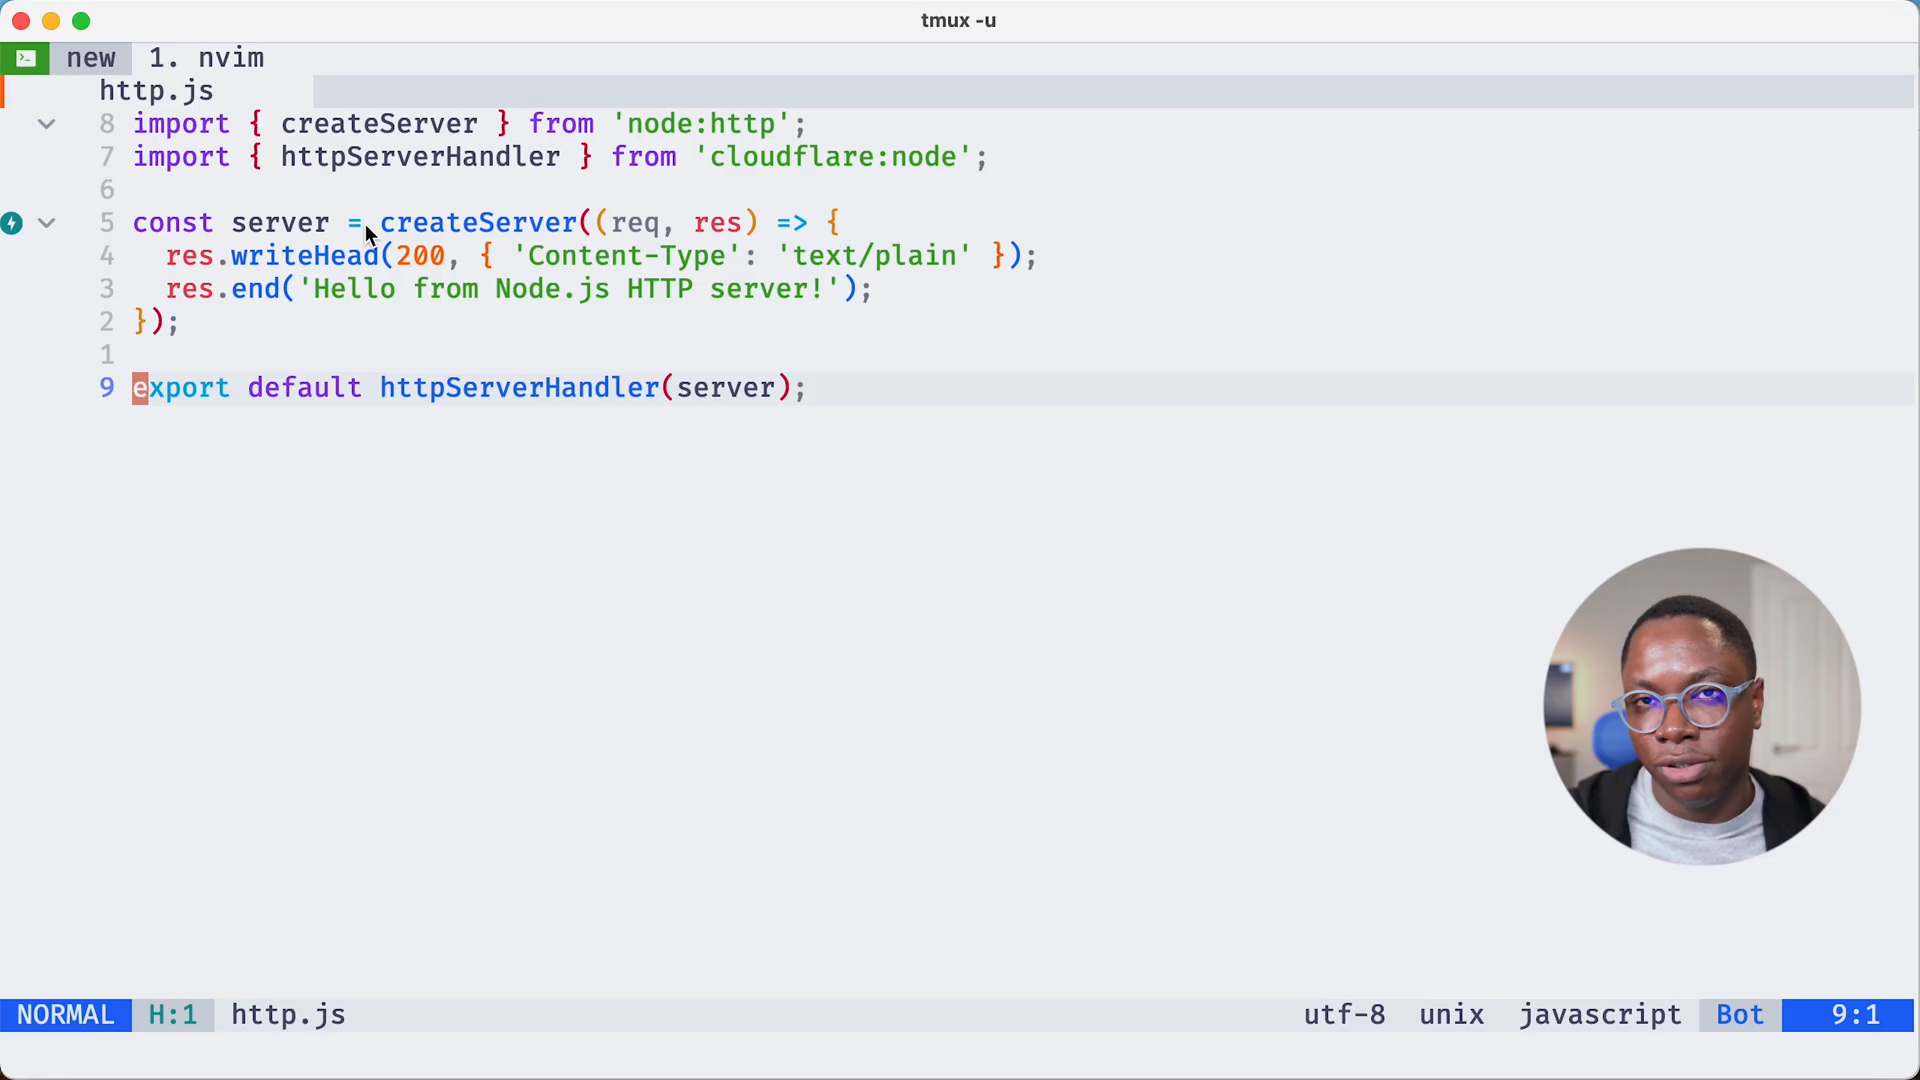 tmux -u
new 1. nvim
http.js
8 import { createServer } from 'node:http';
7 import { httpServerHandler } from 'cloudflare:node';
6
5 const server = createServer((req, res) => {
4   res.writeHead(200, { 'Content-Type': 'text/plain' });
3   res.end('Hello from Node.js HTTP server!');
2 });
1
9 export default httpServerHandler(server);
NORMAL H:1 http.js utf-8 unix javascript Bot 9:1